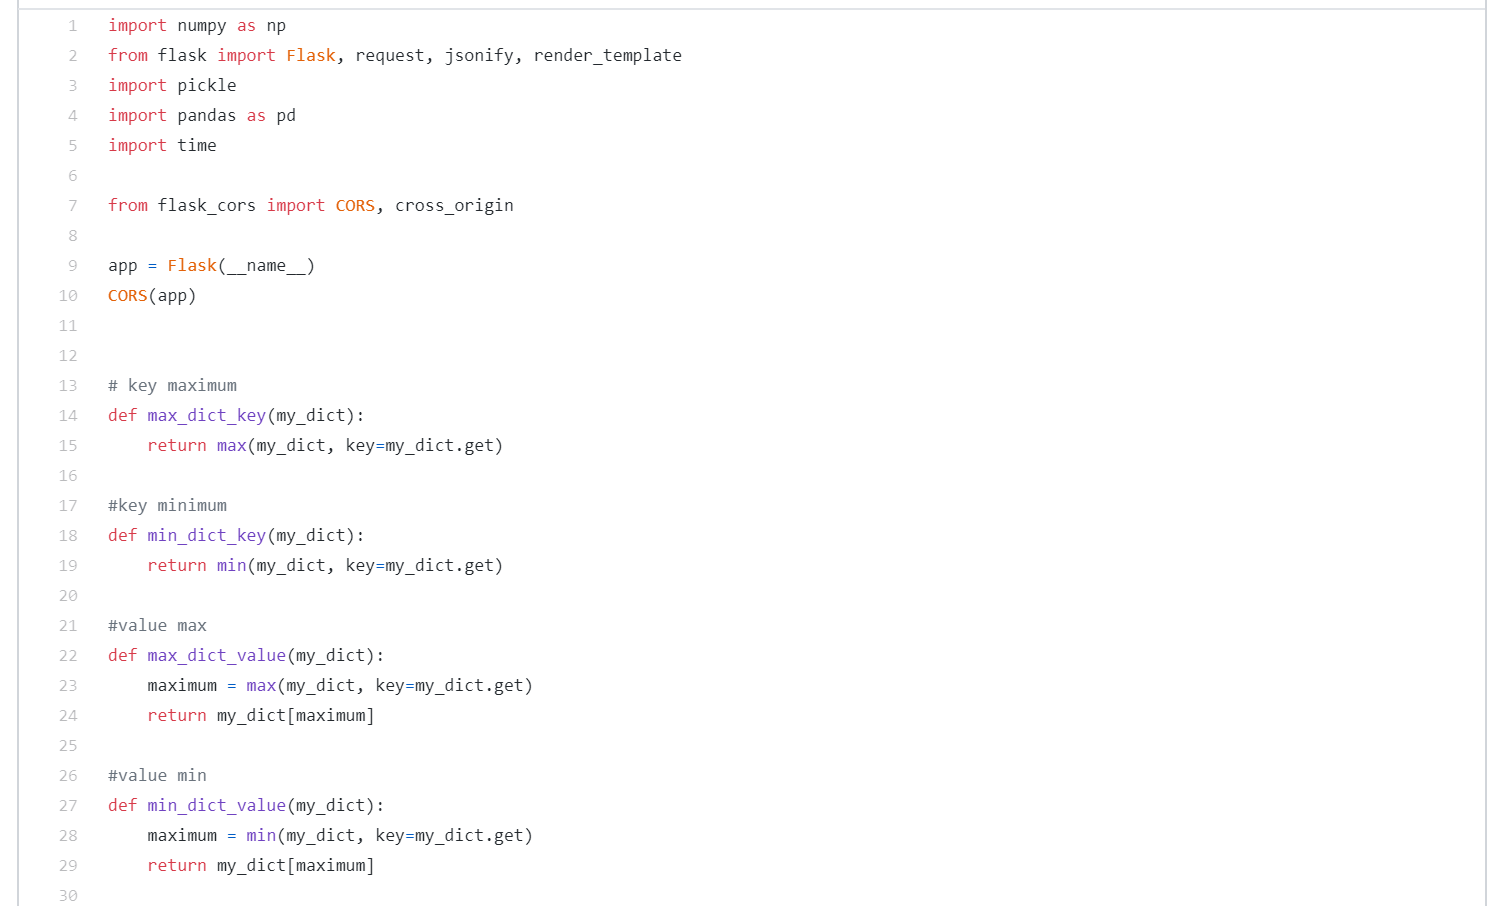 1 import numpy as np
2 from flask import Flask, request, jsonify, render_template
3 import pickle
4 import pandas as pd
5 import time
6
7 from flask_cors import CORS, cross_origin
8
9 app = Flask(__name__)
10 CORS(app)
11
12
13 # key maximum
14 def max_dict_key(my_dict):
15     return max(my_dict, key=my_dict.get)
16
17 #key minimum
18 def min_dict_key(my_dict):
19     return min(my_dict, key=my_dict.get)
20
21 #value max
22 def max_dict_value(my_dict):
23     maximum = max(my_dict, key=my_dict.get)
24     return my_dict[maximum]
25
26 #value min
27 def min_dict_value(my_dict):
28     maximum = min(my_dict, key=my_dict.get)
29     return my_dict[maximum]
30